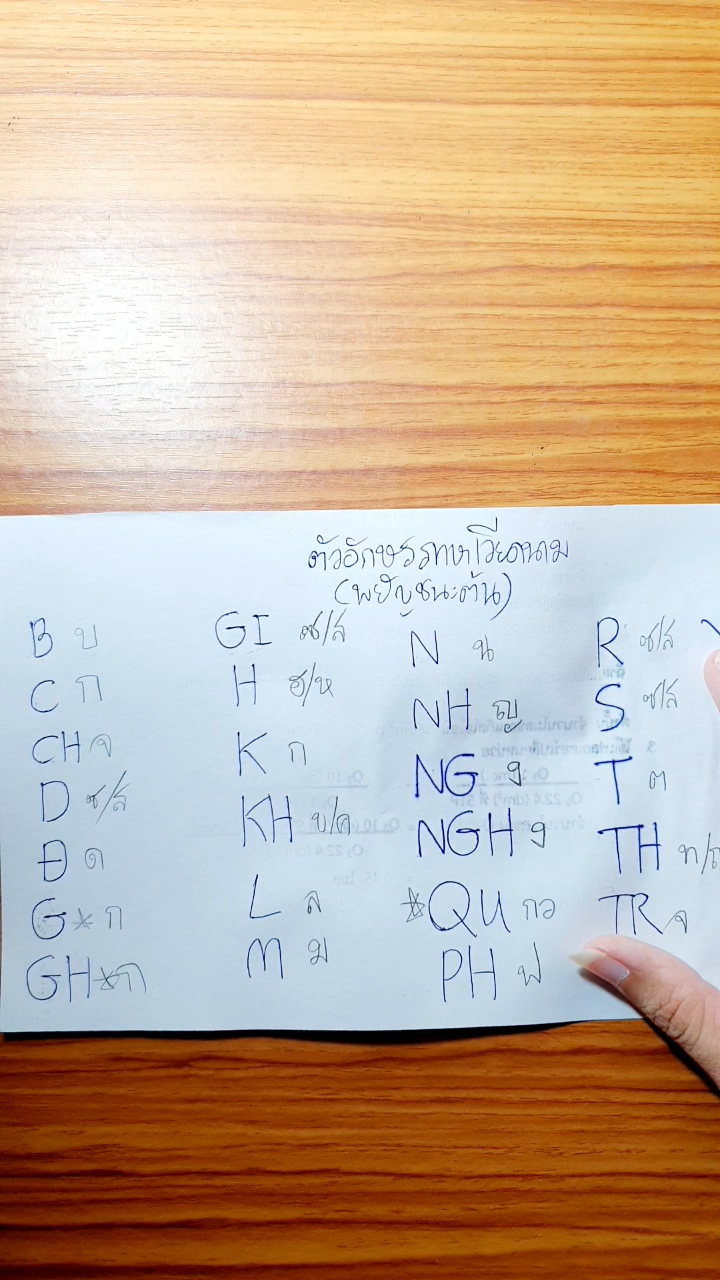 ตัวอักษรภาษาเวียดนาม
(พยัญชนะต้น)
B บ
C ก
CH จ
D ซ/ส
Đ ด
G* ก
GH*ก
GI ซ/ส
H ฮ/ห
K ก
KH ข/ค
L ล
M ม
N น
NH ญ
NG ง
NGH ง
*QU กว
PH ฟ
R ซ/ส
S ซ/ส
T ต
TH ท/ถ
TR จ